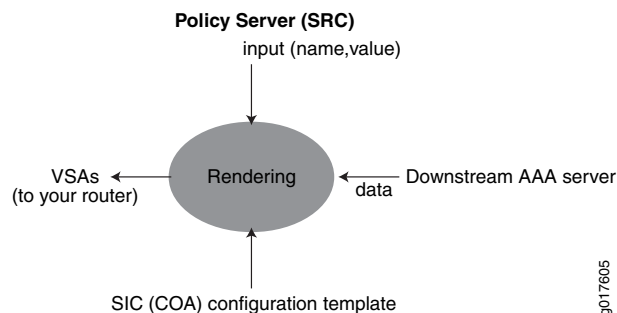 Policy Server (SRC)
input (name,value)
VSAs
(to your router)
Rendering
data
Downstream AAA server
SIC (COA) configuration template
g017605